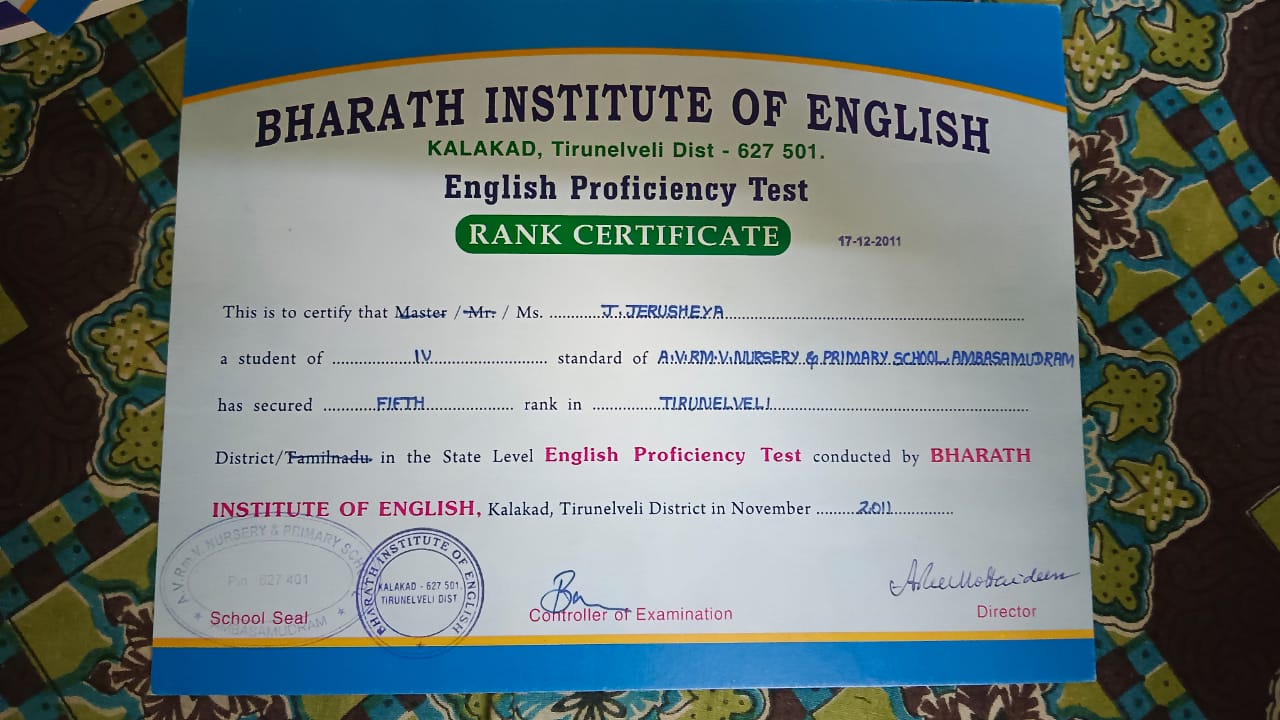 BHARATH INSTITUTE OF ENGLISH
KALAKAD, Tirunelveli Dist - 627 501.
English Proficiency Test
RANK CERTIFICATE
17-12-2011
This is to certify that Master / Mr. / Ms. J. JERUSHEYA
a student of IV standard of A.V.RM.V. NURSERY & PRIMARY SCHOOL, AMBASAMUDRAM
has secured FIFTH rank in TIRUNELVELI
District/Tamilnadu in the State Level English Proficiency Test conducted by BHARATH
INSTITUTE OF ENGLISH, Kalakad, Tirunelveli District in November 2011
A.V.Rm V. NURSERY & PRIMARY
Pin 627 401
AMBASAMUDRAM
School Seal
BHARATH INSTITUTE OF ENGLISH
KALAKAD - 627 501.
TIRUNELVELI DIST
Controller of Examination
Director